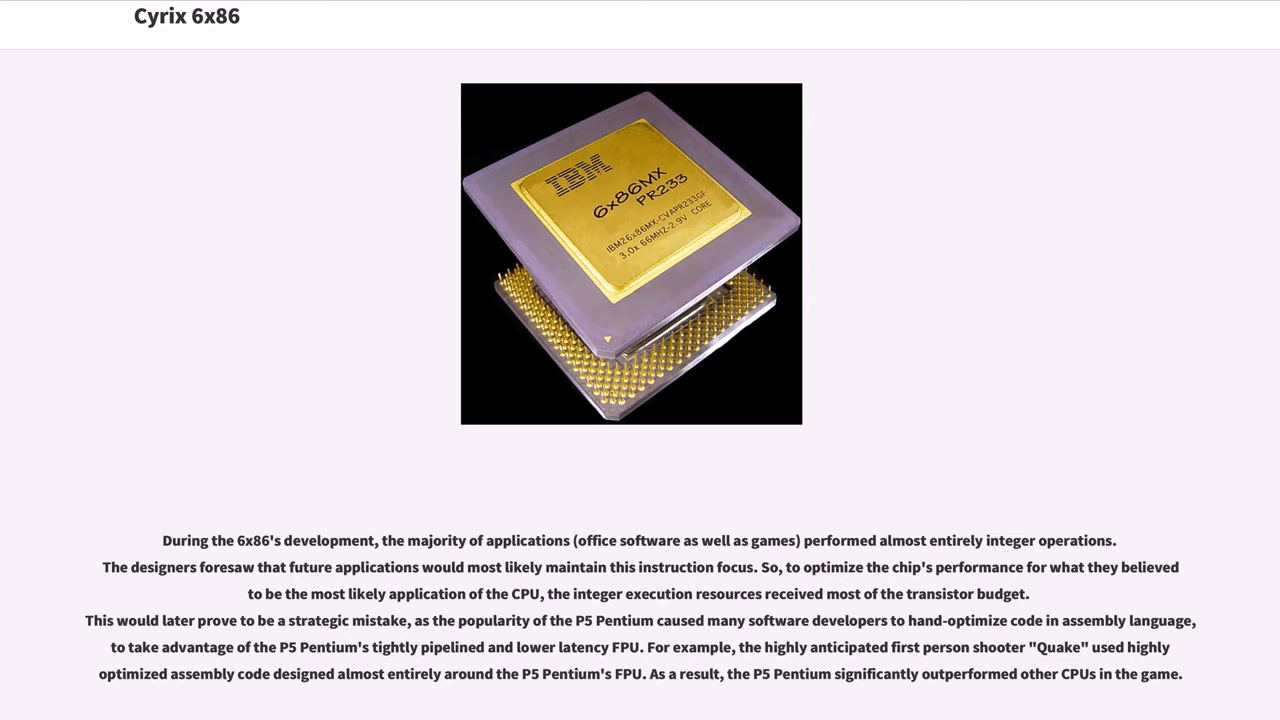 Cyrix 6x86
IBM
6x86MX
PR233
IBM26x86MX-CVAPR233GF
3.0x 66MHZ-2.9V CORE
During the 6x86's development, the majority of applications (office software as well as games) performed almost entirely integer operations.
The designers foresaw that future applications would most likely maintain this instruction focus. So, to optimize the chip's performance for what they believed
to be the most likely application of the CPU, the integer execution resources received most of the transistor budget.
This would later prove to be a strategic mistake, as the popularity of the P5 Pentium caused many software developers to hand-optimize code in assembly language,
to take advantage of the P5 Pentium's tightly pipelined and lower latency FPU. For example, the highly anticipated first person shooter "Quake" used highly
optimized assembly code designed almost entirely around the P5 Pentium's FPU. As a result, the P5 Pentium significantly outperformed other CPUs in the game.